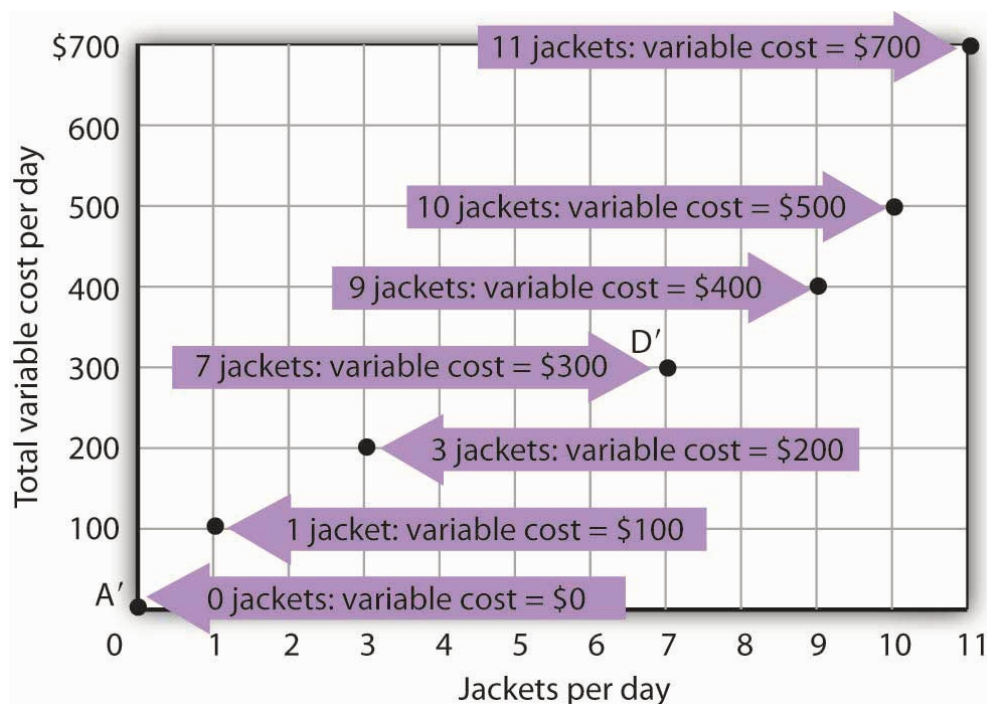 $700
600
500
400
300
200
100
Total variable cost per day
11 jackets: variable cost = $700
10 jackets: variable cost = $500
9 jackets: variable cost = $400
D′
7 jackets: variable cost = $300
3 jackets: variable cost = $200
1 jacket: variable cost = $100
A′
0 jackets: variable cost = $0
0 1 2 3 4 5 6 7 8 9 10 11
Jackets per day